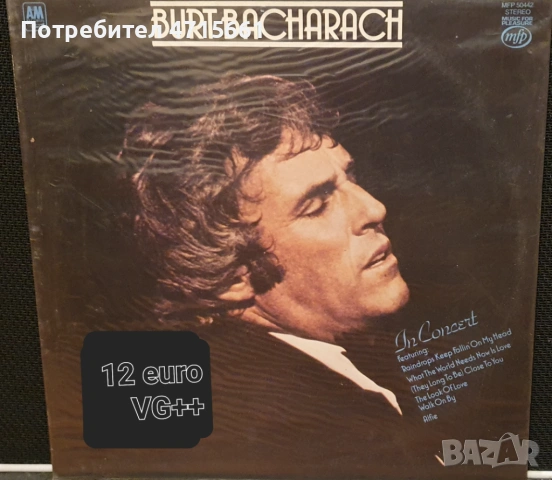 Потребител 4715561
AM
BURT BACHARACH
MFP 50442
STEREO
MUSIC FOR
PLEASURE
mfp
In Concert
Featuring:
Raindrops Keep Fallin On My Head
What The World Needs Now Is Love
(They Long To Be) Close To You
The Look Of Love
Walk On By
Alfie
12 euro
VG++
BAZAR